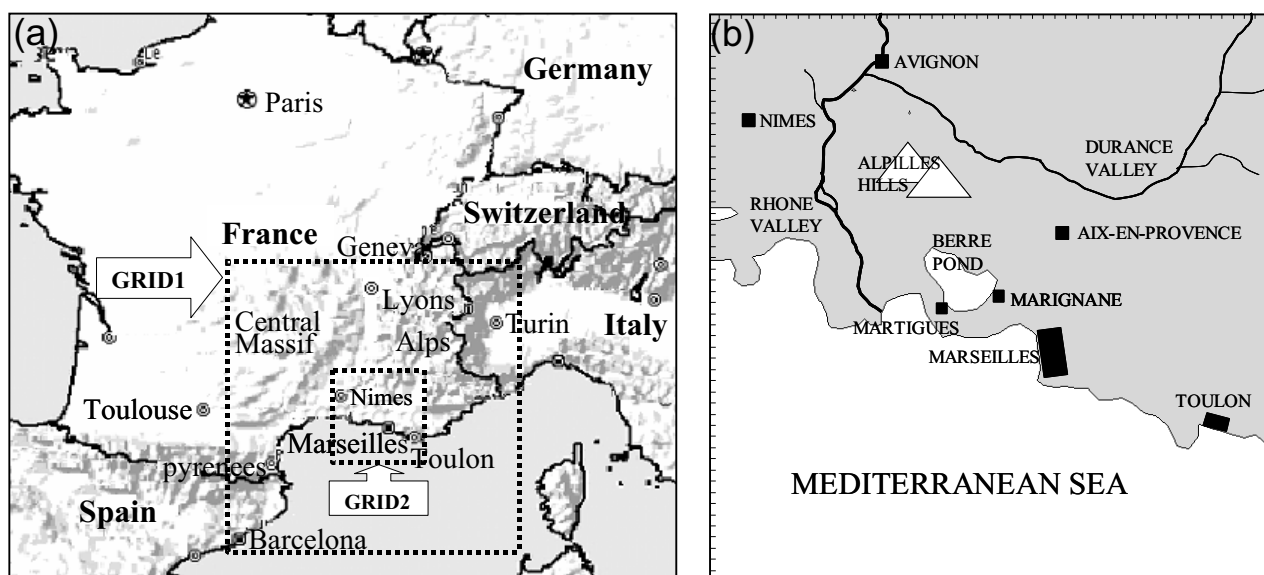 (a)
Le
Germany
Paris
Switzerland
France
Geneva
GRID1
Lyons
Central
Massif
Alps
Turin
Italy
Nimes
Toulouse
Marseilles
Toulon
pyrenees
GRID2
Spain
Barcelona
(b)
AVIGNON
NIMES
DURANCE
VALLEY
ALPILLES
HILLS
RHONE
VALLEY
AIX-EN-PROVENCE
BERRE
POND
MARIGNANE
MARTIGUES
MARSEILLES
TOULON
MEDITERRANEAN SEA